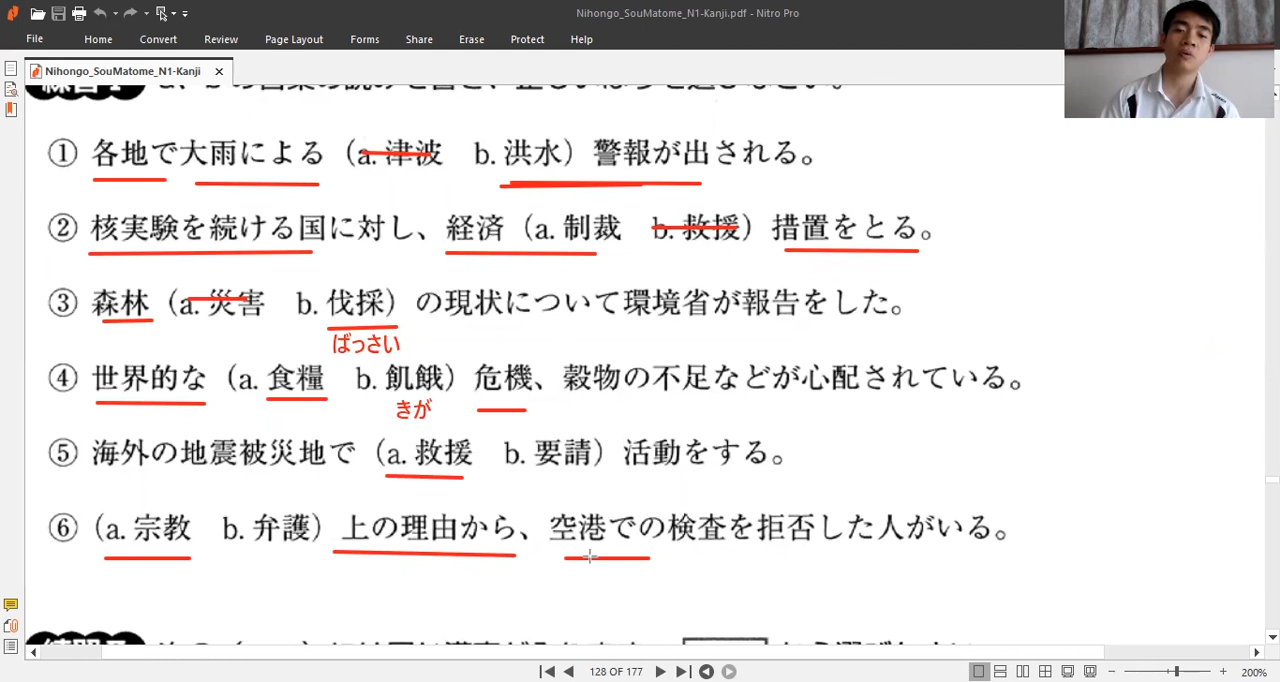 Nihongo_SouMatome_N1-Kanji.pdf - Nitro Pro
File Home Convert Review Page Layout Forms Share Erase Protect Help
Nihongo_SouMatome_N1-Kanji
① 各地で大雨による（a. 津波 b. 洪水）警報が出される。
② 核実験を続ける国に対し、経済（a. 制裁 b. 救援）措置をとる。
③ 森林（a. 災害 b. 伐採）の現状について環境省が報告をした。
ばっさい
④ 世界的な（a. 食糧 b. 飢餓）危機、穀物の不足などが心配されている。
きが
⑤ 海外の地震被災地で（a. 救援 b. 要請）活動をする。
⑥（a. 宗教 b. 弁護）上の理由から、空港での検査を拒否した人がいる。
128 OF 177
200%